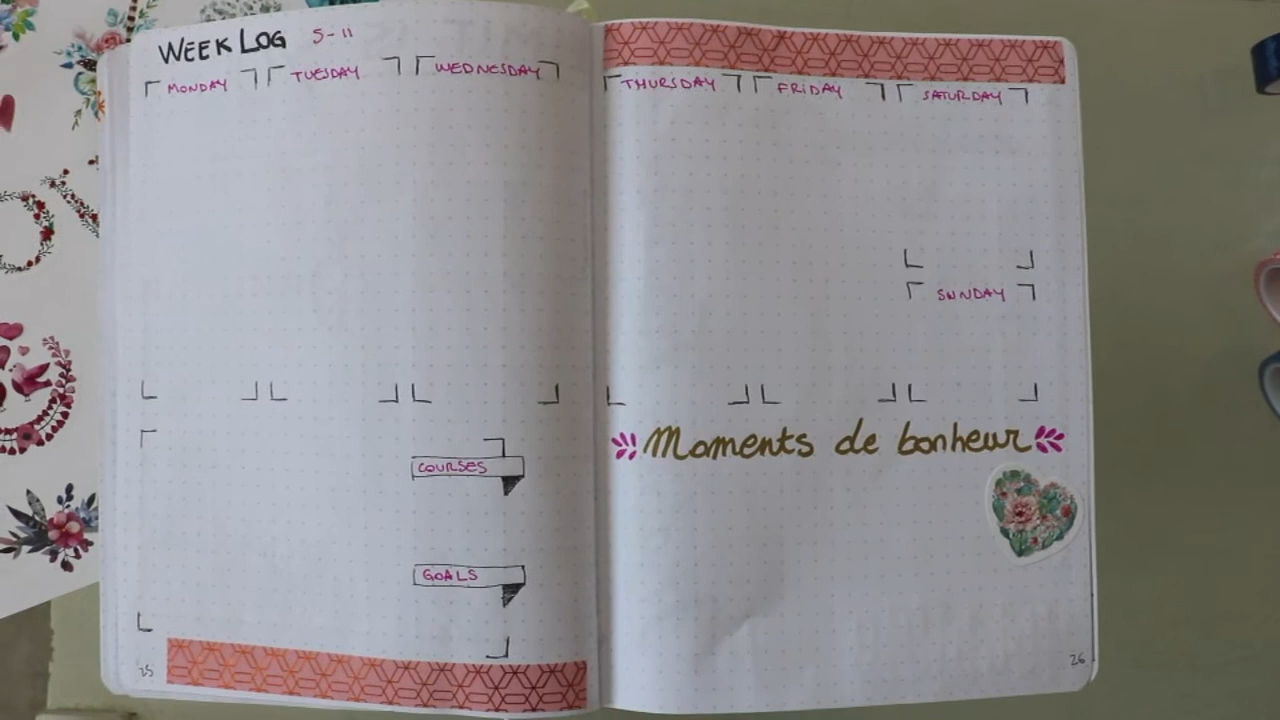 WEEK LOG 5-11
MONDAY TUESDAY WEDNESDAY
COURSES
GOALS
25
THURSDAY FRIDAY SATURDAY
SUNDAY
Moments de bonheur
26